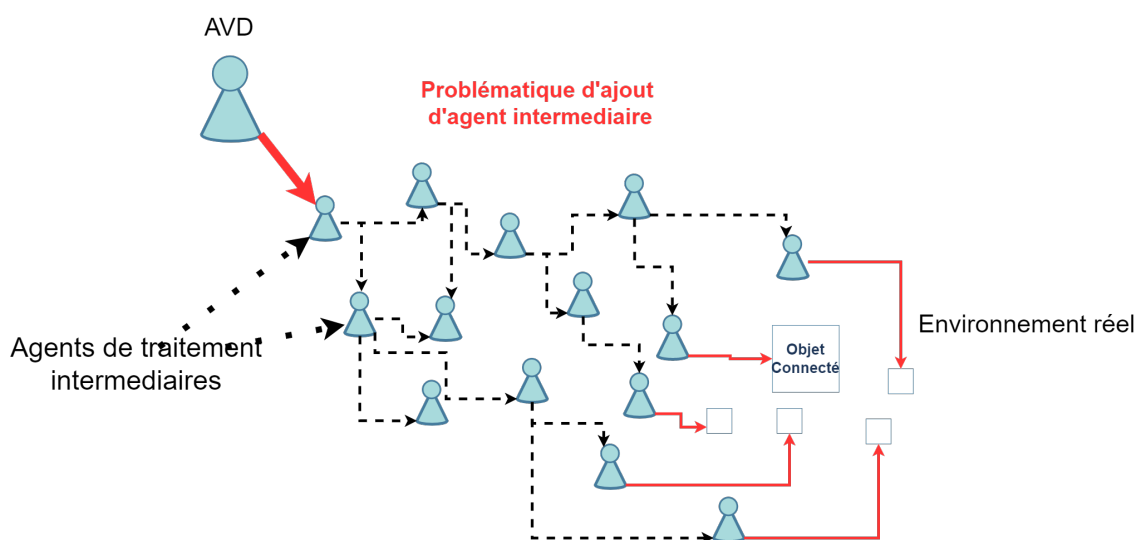 AVD
Problématique d'ajout
d'agent intermediaire
Agents de traitement
intermediaires
Objet
Connecté
Environnement réel